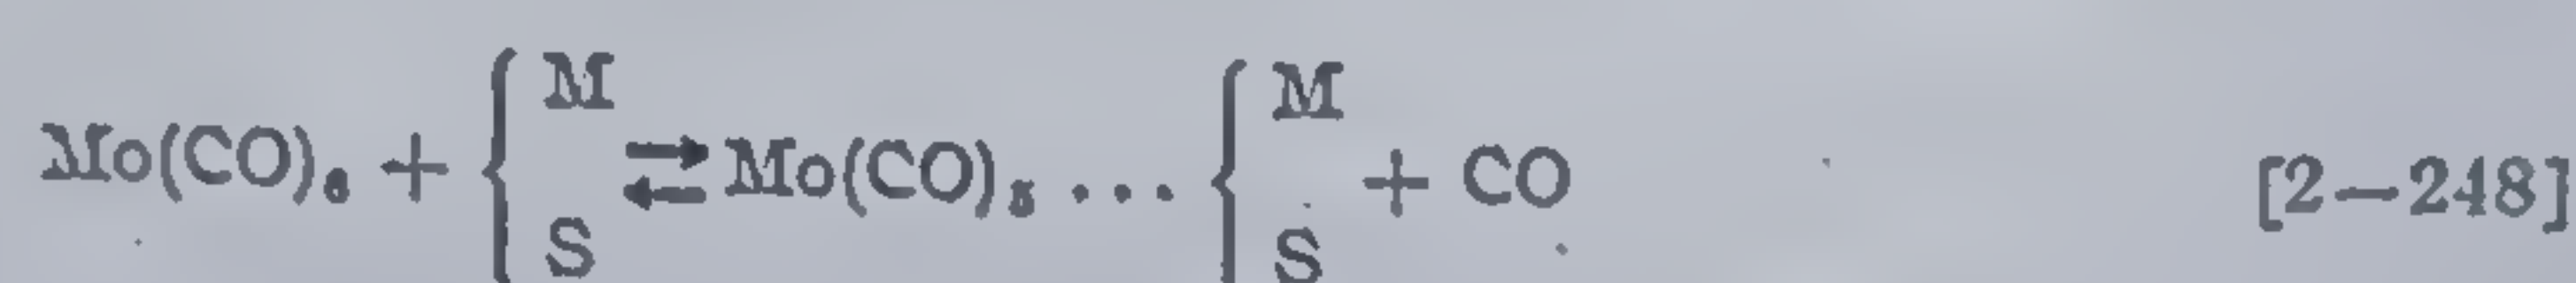 M M
Mo(CO)₆ + { ⇌ Mo(CO)₅ ... { + CO [2—248]
S S